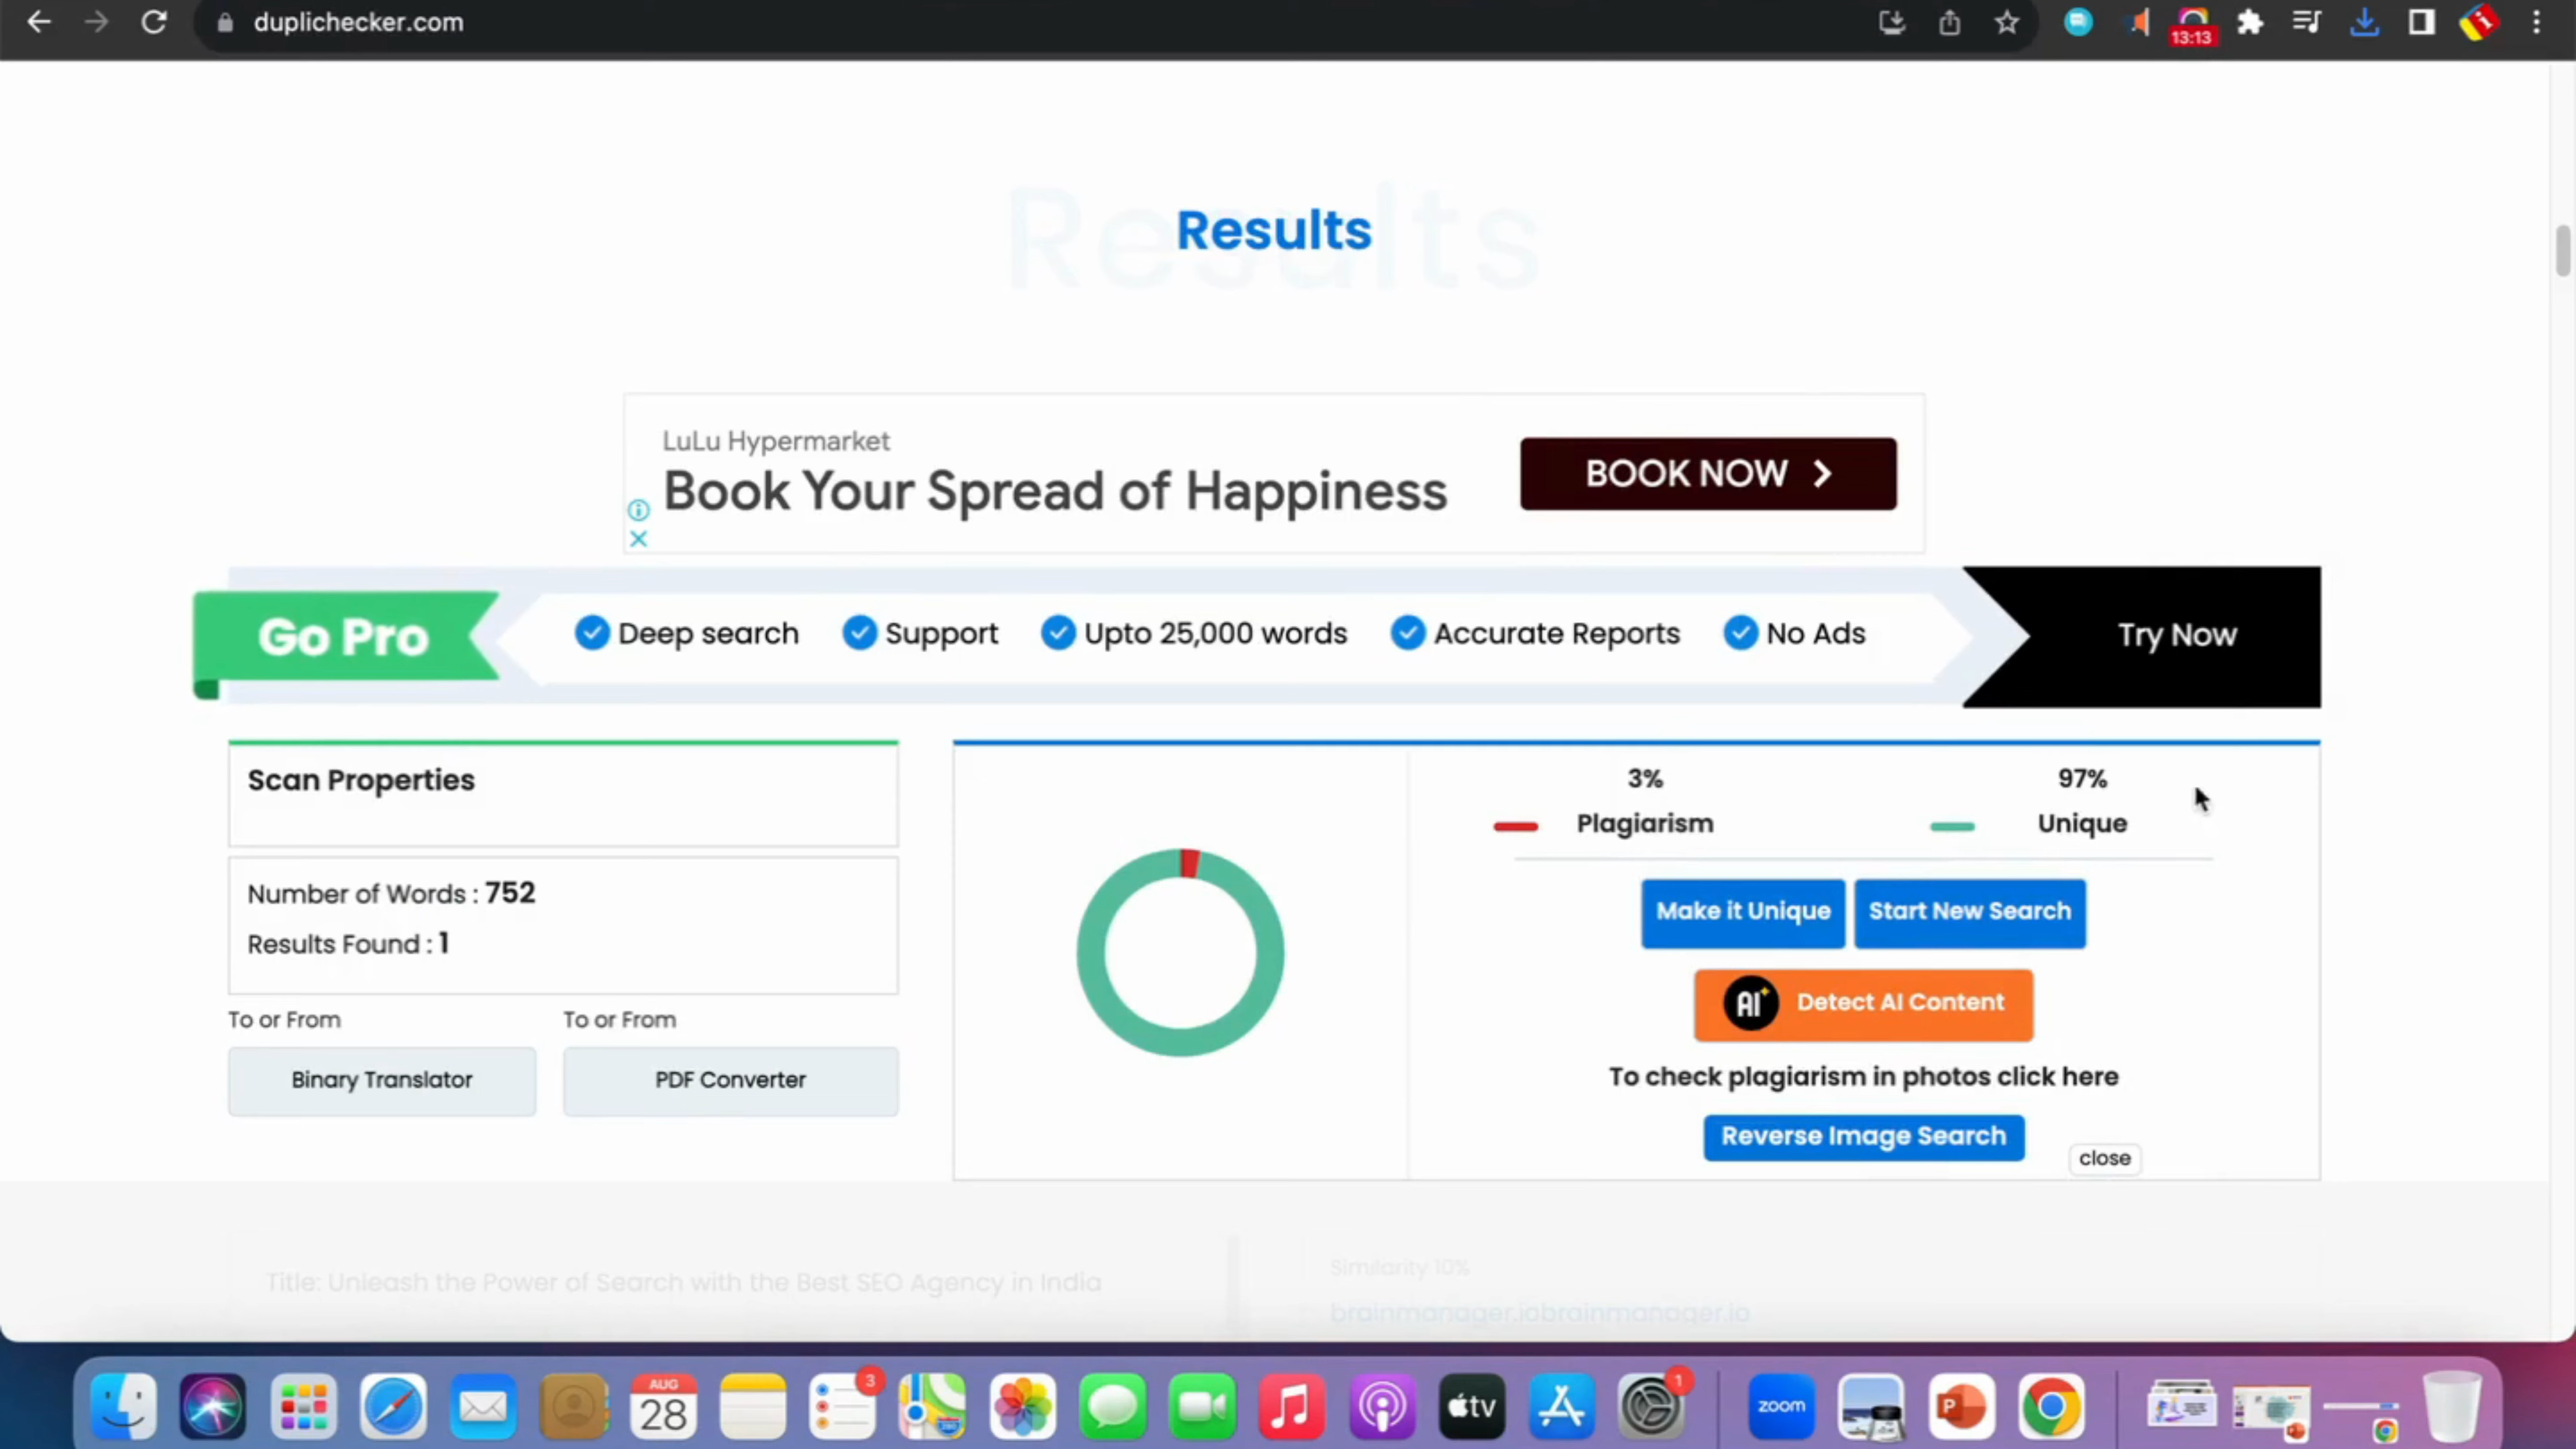 duplichecker.com
13:13
Results
Results
LuLu Hypermarket
Book Your Spread of Happiness
BOOK NOW
Go Pro
Deep search
Support
Upto 25,000 words
Accurate Reports
No Ads
Try Now
Scan Properties
Number of Words : 752
Results Found : 1
To or From
To or From
Binary Translator
PDF Converter
3%
97%
Plagiarism
Unique
Make it Unique
Start New Search
AI
Detect AI Content
To check plagiarism in photos click here
Reverse Image Search
close
Title: Unleash the Power of Search with the Best SEO Agency in India
Similarity 10%
brainmanager.iobrainmanager.io
AUG
28
3
tv
1
zoom
P